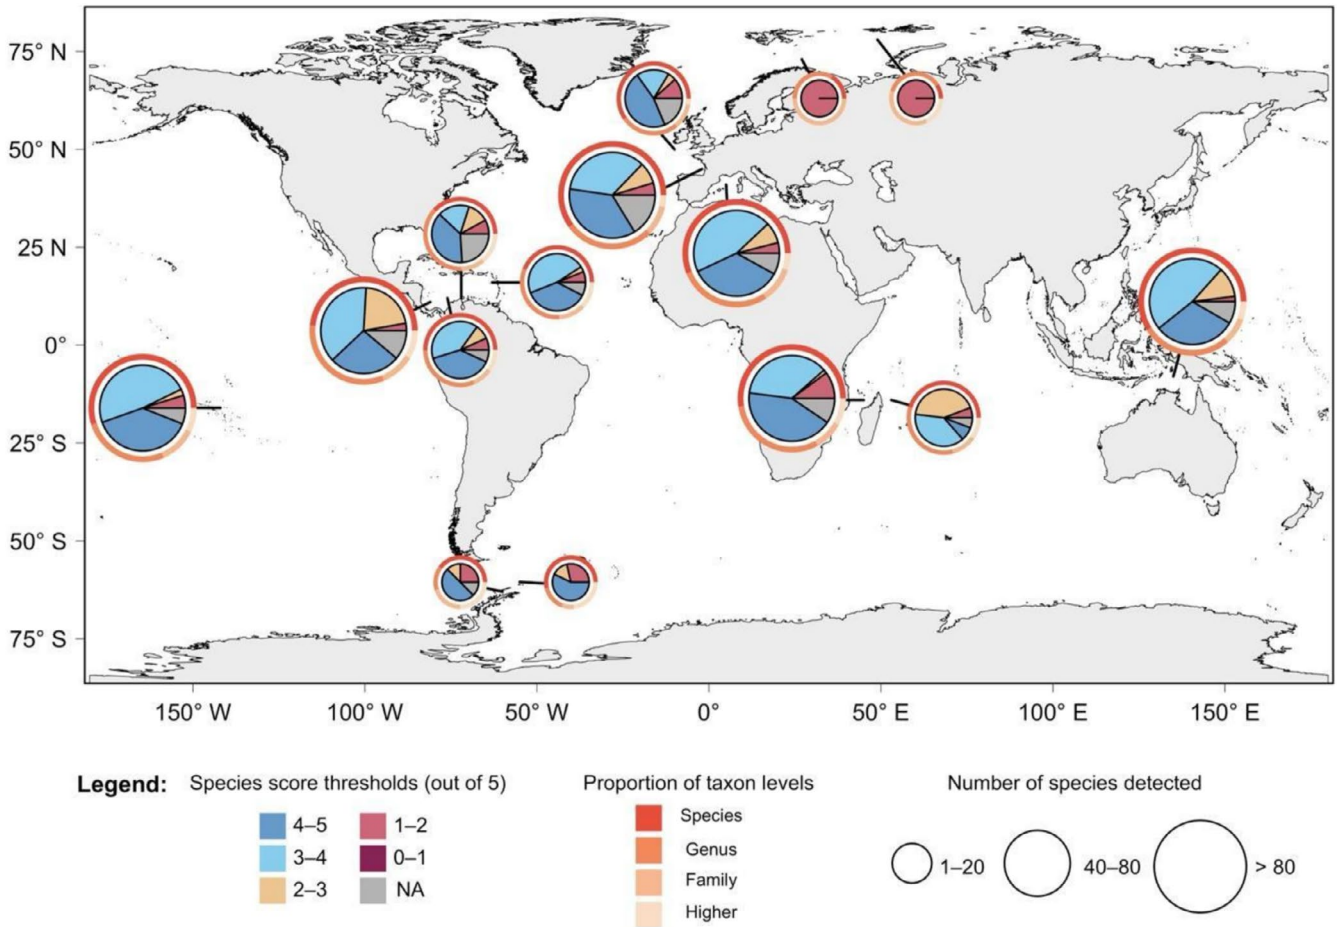 75° N
50° N
25° N
0°
25° S
50° S
75° S
150° W
100° W
50° W
0°
50° E
100° E
150° E
Legend:
Species score thresholds (out of 5)
4–5
1–2
3–4
0–1
2–3
NA
Proportion of taxon levels
Species
Genus
Family
Higher
Number of species detected
1–20
40–80
> 80